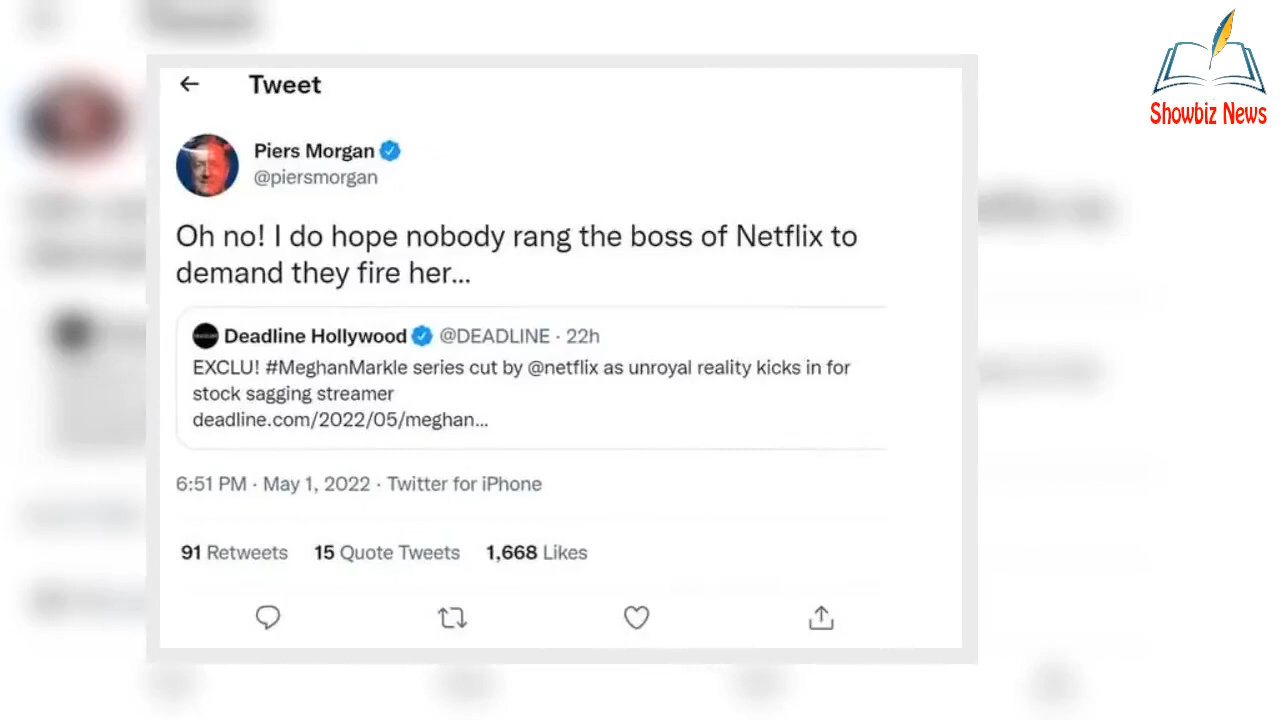 Showbiz News
Tweet
Piers Morgan
@piersmorgan
Oh no! I do hope nobody rang the boss of Netflix to
demand they fire her...
Deadline Hollywood @DEADLINE · 22h
EXCLU! #MeghanMarkle series cut by @netflix as unroyal reality kicks in for
stock sagging streamer
deadline.com/2022/05/meghan...
6:51 PM · May 1, 2022 · Twitter for iPhone
91 Retweets 15 Quote Tweets 1,668 Likes